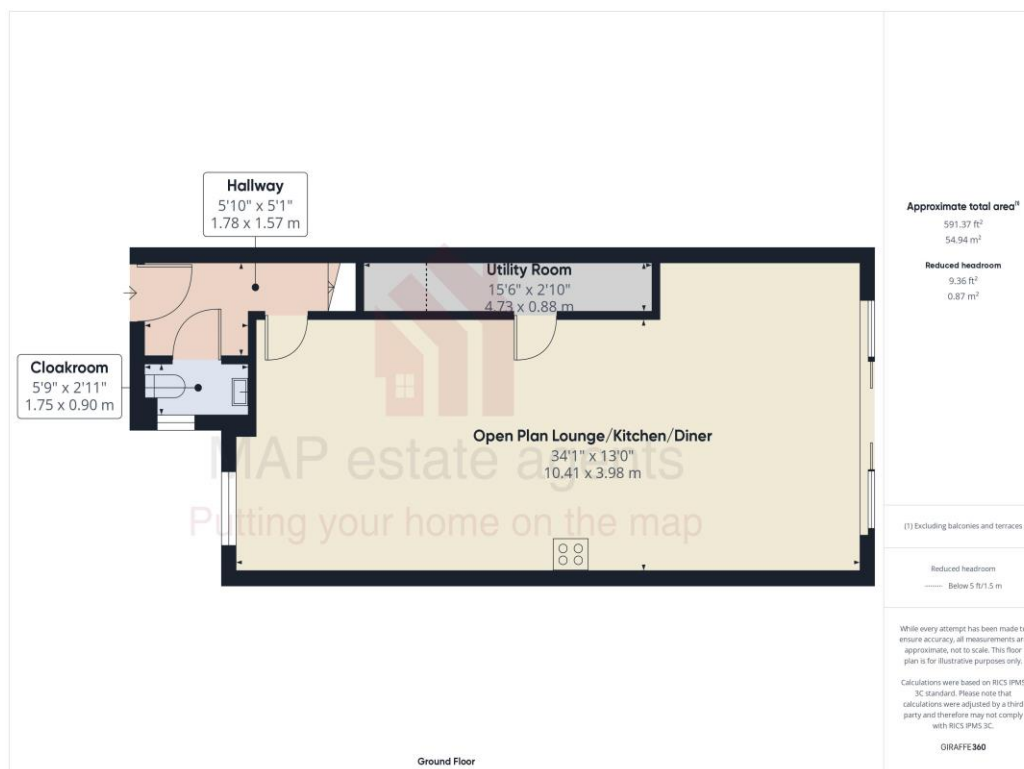 Hallway
5'10" x 5'1"
1.78 x 1.57 m
Utility Room
15'6" x 2'10"
4.73 x 0.88 m
Cloakroom
5'9" x 2'11"
1.75 x 0.90 m
Open Plan Lounge/Kitchen/Diner
34'1" x 13'0"
10.41 x 3.98 m
MAP estate agents
Putting your home on the map
Ground Floor
Approximate total area(1)
591.37 ft²
54.94 m²
Reduced headroom
9.36 ft²
0.87 m²
(1) Excluding balconies and terraces
Reduced headroom
Below 5 ft/1.5 m
While every attempt has been made to
ensure accuracy, all measurements are
approximate, not to scale. This floor
plan is for illustrative purposes only.
Calculations were based on RICS IPMS
3C standard. Please note that
calculations were adjusted by a third
party and therefore may not comply
with RICS IPMS 3C.
GIRAFFE360